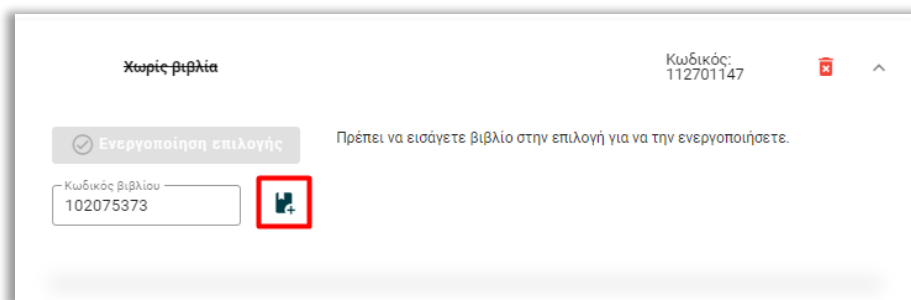 Χωρίς βιβλία
Κωδικός:
112701147
Ενεργοποίηση επιλογής
Πρέπει να εισάγετε βιβλίο στην επιλογή για να την ενεργοποιήσετε.
Κωδικός βιβλίου
102075373